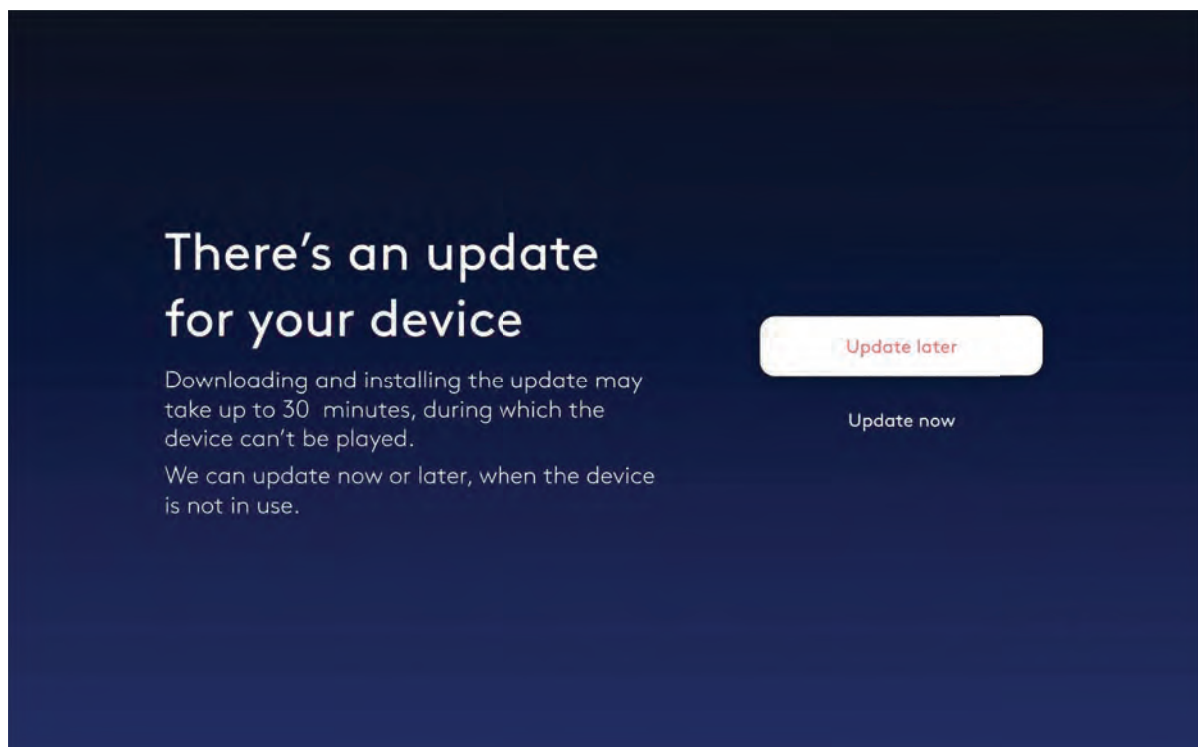 There's an update
for your device
Downloading and installing the update may
take up to 30 minutes, during which the
device can't be played.
We can update now or later, when the device
is not in use.
Update later
Update now